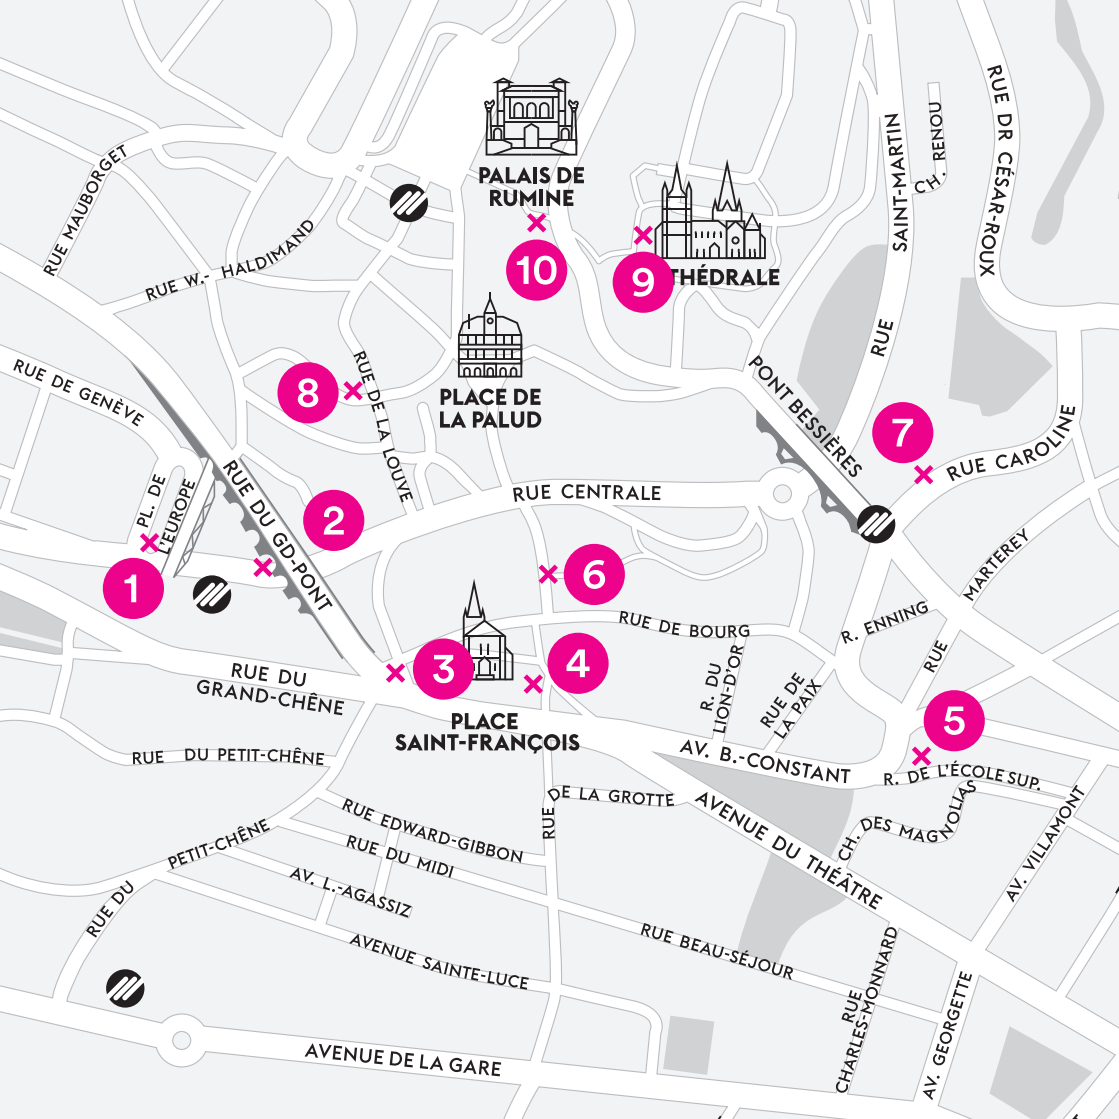 PALAIS DE
RUMINE
10
9
THÉDRALE
RUE MAUBORGET
RUE W.- HALDIMAND
RUE SAINT-MARTIN
CH. RENOU
RUE DR CÉSAR-ROUX
RUE DE GENÈVE
8
RUE DE LA LOUVE
PLACE DE
LA PALUD
PONT BESSIÈRES
7
RUE CAROLINE
PL. DE
L'EUROPE
RUE DU GD-PONT
2
RUE CENTRALE
1
6
RUE MARTEREY
R. ENNING
RUE DE BOURG
3
4
RUE DU
GRAND-CHÊNE
PLACE
SAINT-FRANÇOIS
R. DU
LION-D'OR
RUE DE
LA PAIX
5
RUE DU PETIT-CHÊNE
AV. B.-CONSTANT
R. DE L'ÉCOLE SUP.
RUE DE LA GROTTE
AVENUE DU THÉÂTRE
CH. DES MAGNOLIAS
AV. VILLAMONT
RUE EDWARD-GIBBON
RUE DU MIDI
RUE DU PETIT-CHÊNE
AV. L.-AGASSIZ
AVENUE SAINTE-LUCE
RUE BEAU-SÉJOUR
RUE
CHARLES-MONNARD
AV. GEORGETTE
AVENUE DE LA GARE